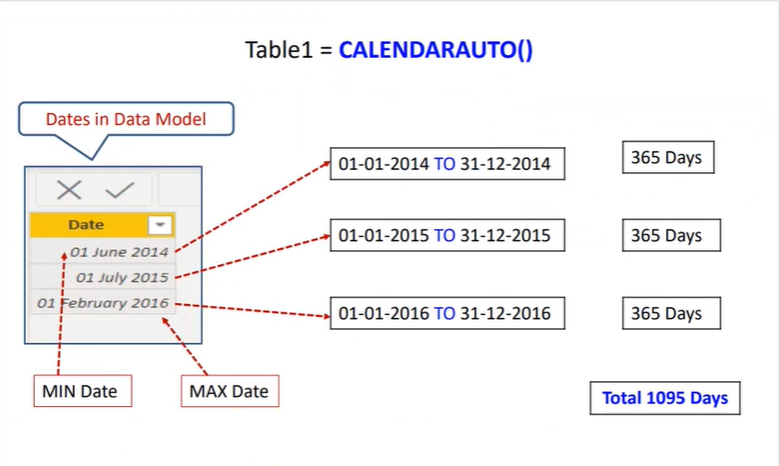 Table1 = CALENDARAUTO()
Dates in Data Model
Date
01 June 2014
01 July 2015
01 February 2016
MIN Date
MAX Date
01-01-2014 TO 31-12-2014
365 Days
01-01-2015 TO 31-12-2015
365 Days
01-01-2016 TO 31-12-2016
365 Days
Total 1095 Days